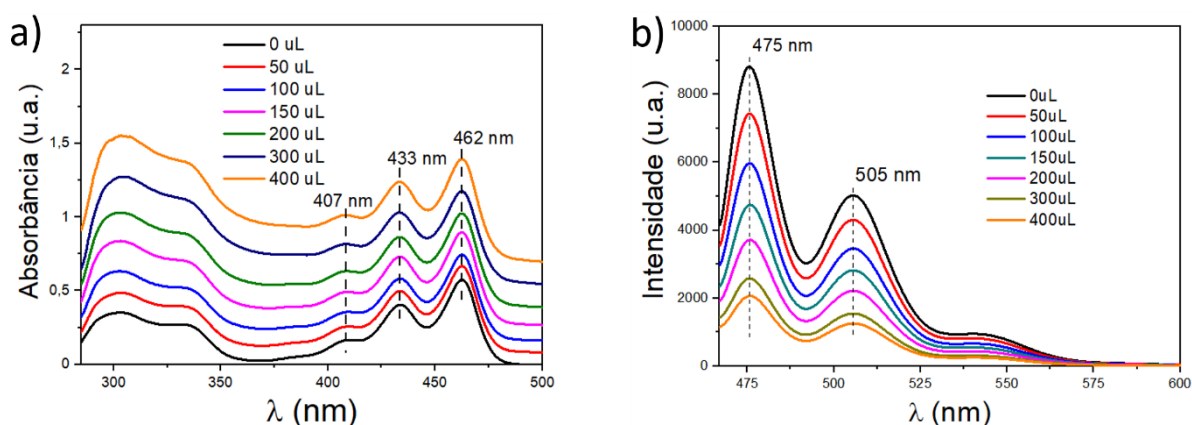 a)
0 uL
50 uL
100 uL
150 uL
200 uL
300 uL
400 uL
407 nm
433 nm
462 nm
Absorbância (u.a.)
2
1.5
1
0.5
0
300
350
400
450
500
λ (nm)
b)
475 nm
505 nm
0uL
50uL
100uL
150uL
200uL
300uL
400uL
Intensidade (u.a.)
10000
8000
6000
4000
2000
0
475
500
525
550
575
600
λ (nm)